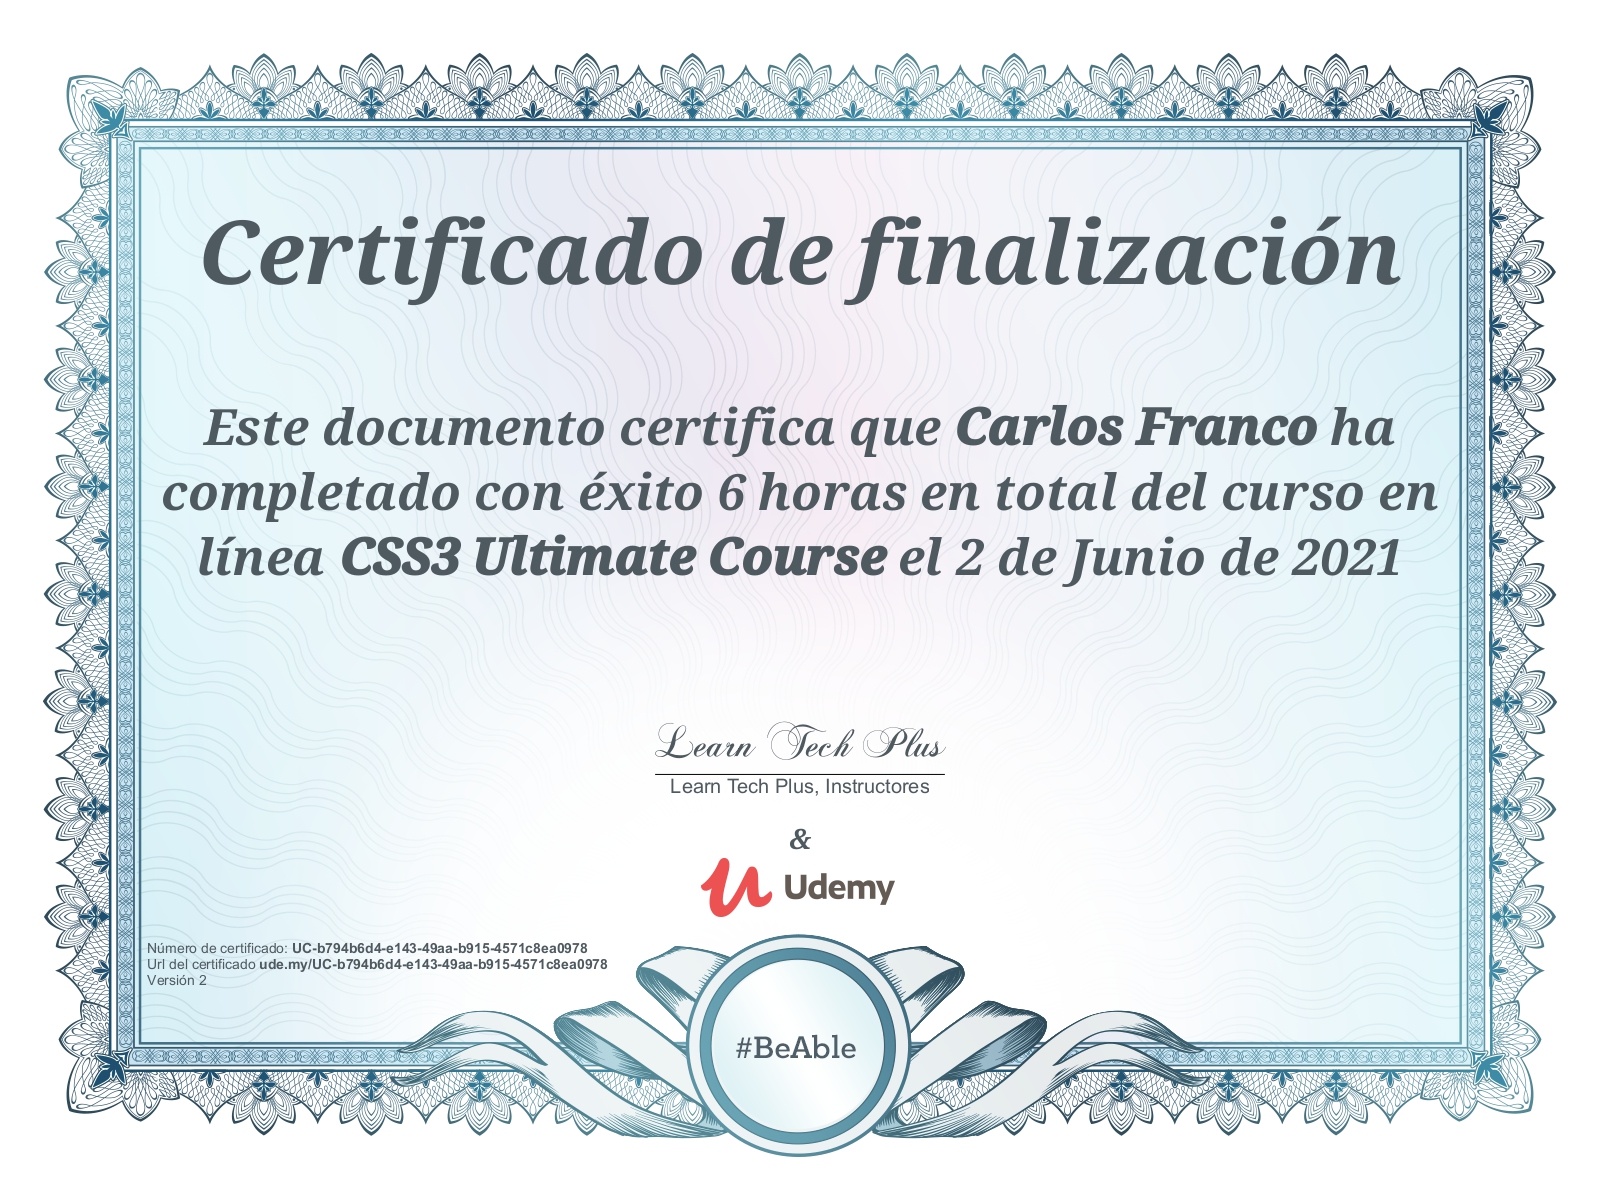 Certificado de finalización
Este documento certifica que Carlos Franco ha
completado con éxito 6 horas en total del curso en
línea CSS3 Ultimate Course el 2 de Junio de 2021
Learn Tech Plus
Learn Tech Plus, Instructores
&
Udemy
Número de certificado: UC-b794b6d4-e143-49aa-b915-4571c8ea0978
Url del certificado ude.my/UC-b794b6d4-e143-49aa-b915-4571c8ea0978
Versión 2
#BeAble